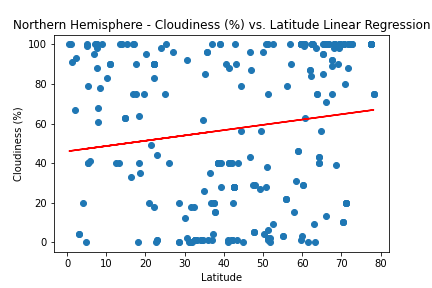 Northern Hemisphere - Cloudiness (%) vs. Latitude Linear Regression
100
80
60
40
20
0
Cloudiness (%)
0 10 20 30 40 50 60 70 80
Latitude